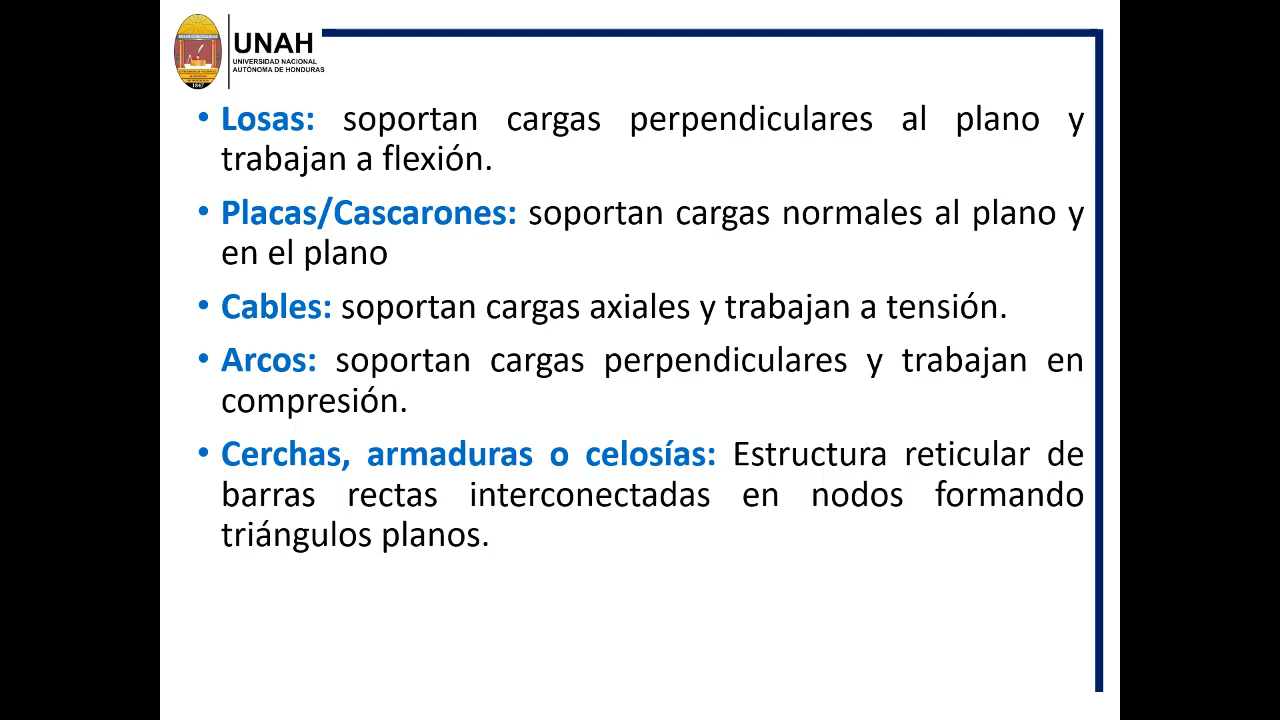 UNAH
UNIVERSIDAD NACIONAL
AUTÓNOMA DE HONDURAS
• Losas: soportan cargas perpendiculares al plano y
trabajan a flexión.
• Placas/Cascarones: soportan cargas normales al plano y
en el plano
• Cables: soportan cargas axiales y trabajan a tensión.
• Arcos: soportan cargas perpendiculares y trabajan en
compresión.
• Cerchas, armaduras o celosías: Estructura reticular de
barras rectas interconectadas en nodos formando
triángulos planos.